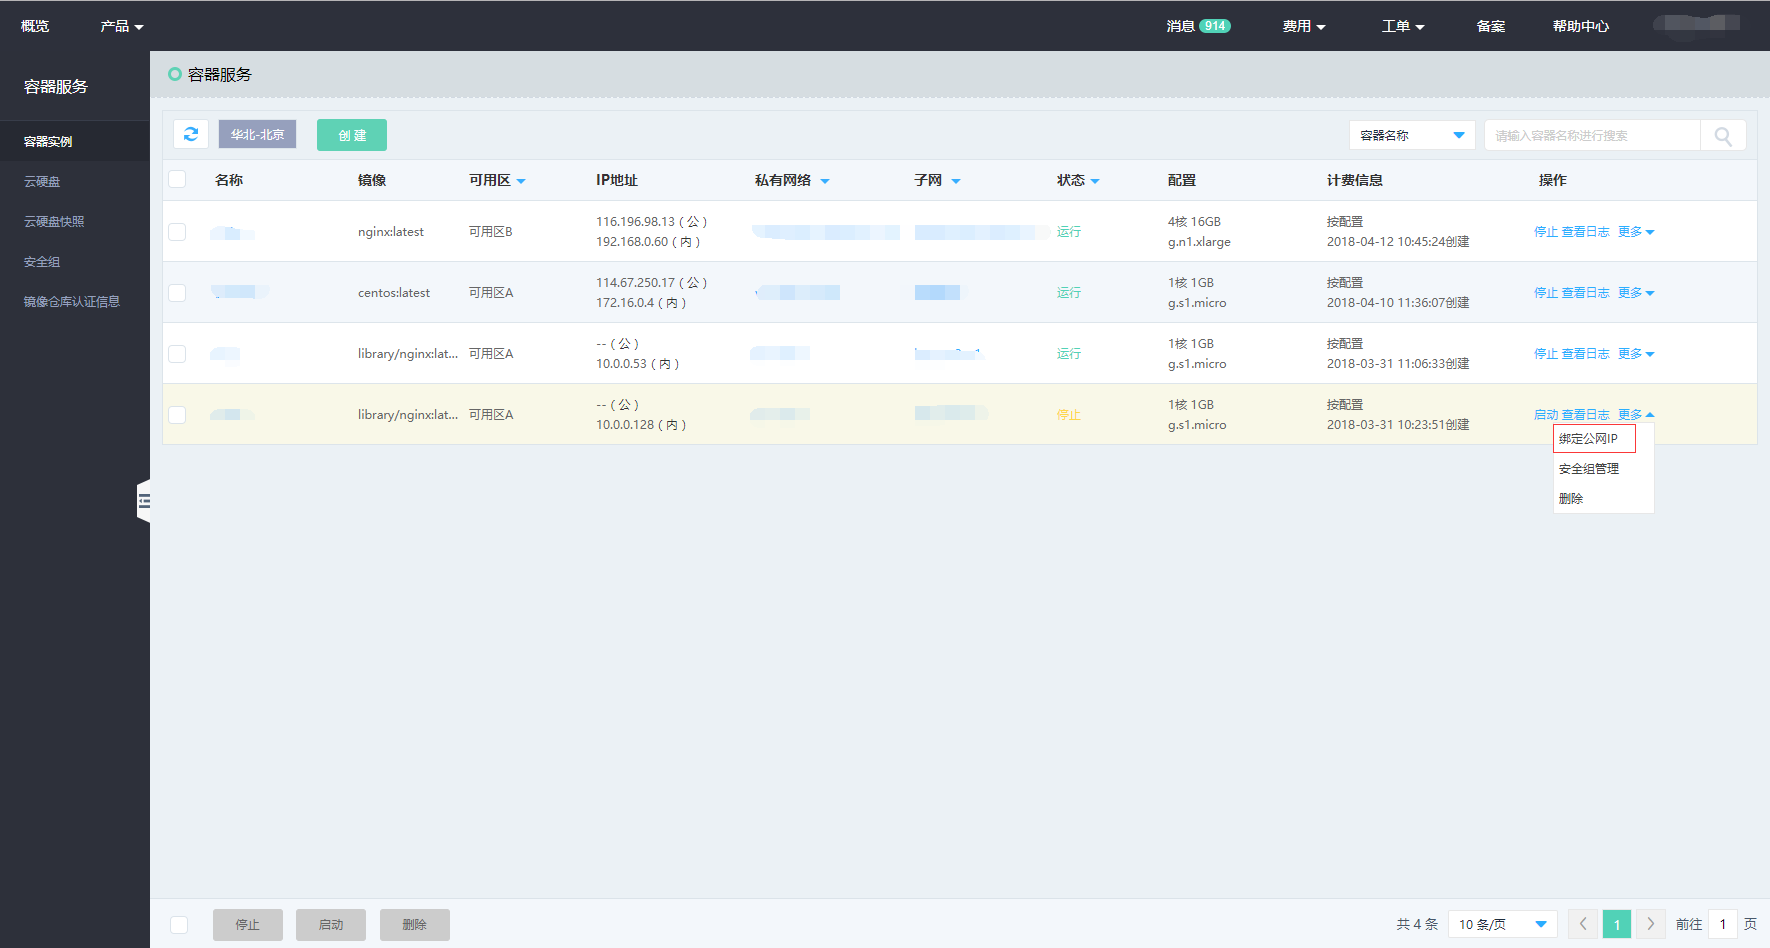 概览 产品 消息 914 费用 工单 备案 帮助中心
容器服务
容器实例
云硬盘
云硬盘快照
安全组
镜像仓库认证信息
容器服务
华北-北京 创 建 容器名称 请输入容器名称进行搜索
名称 镜像 可用区 IP地址 私有网络 子网 状态 配置 计费信息 操作
nginx:latest 可用区B 116.196.98.13 ( 公 ) 运行 4核 16GB 按配置 停止 查看日志 更多
192.168.0.60 ( 内 ) g.n1.xlarge 2018-04-12 10:45:24创建
centos:latest 可用区A 114.67.250.17 ( 公 ) 运行 1核 1GB 按配置 停止 查看日志 更多
172.16.0.4 ( 内 ) g.s1.micro 2018-04-10 11:36:07创建
library/nginx:lat... 可用区A -- ( 公 ) 运行 1核 1GB 按配置 停止 查看日志 更多
10.0.0.53 ( 内 ) g.s1.micro 2018-03-31 11:06:33创建
library/nginx:lat... 可用区A -- ( 公 ) 停止 1核 1GB 按配置 启动 查看日志 更多
10.0.0.128 ( 内 ) g.s1.micro 2018-03-31 10:23:51创建
绑定公网IP
安全组管理
删除
停止 启动 删除 共 4 条 10 条/页 1 前往 1 页